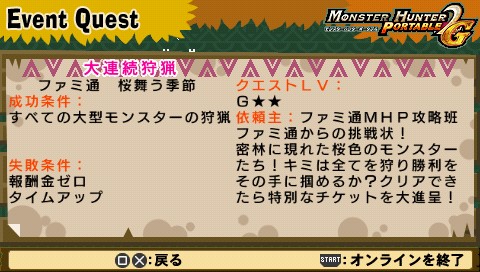 Event Quest
MONSTER HUNTER
PORTABLE 2nd G
大連続狩猟
ファミ通　桜舞う季節
成功条件：
すべての大型モンスターの狩猟
失敗条件：
報酬金ゼロ
タイムアップ
クエストＬＶ：
Ｇ★★
依頼主：ファミ通ＭＨＰ攻略班
ファミ通からの挑戦状！
密林に現れた桜色のモンスター
たち！キミは全てを狩り勝利を
その手に掴めるか？クリアでき
たら特別なチケットを大進呈！
□×:戻る
START:オンラインを終了